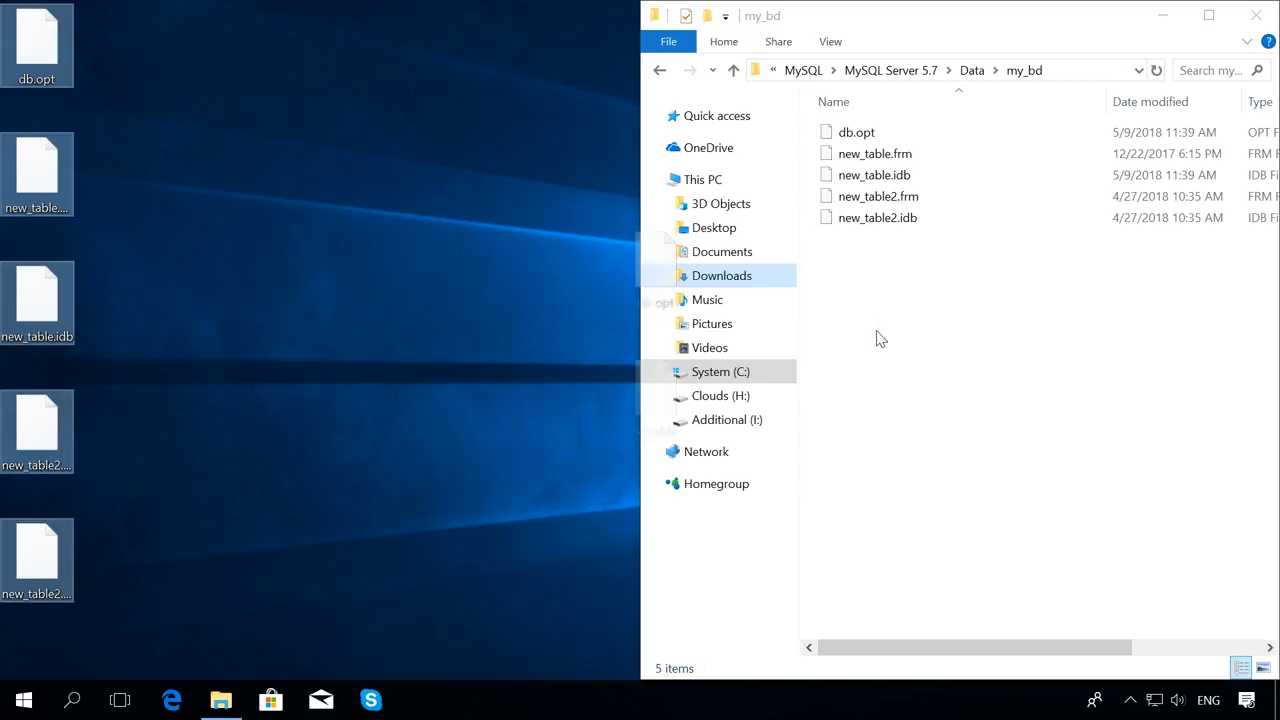 db.opt
new_table....
new_table.idb
new_table2....
new_table2....
my_bd
File Home Share View
« MySQL > MySQL Server 5.7 > Data > my_bd
Search my...
Name Date modified Type
db.opt 5/9/2018 11:39 AM OPT F
new_table.frm 12/22/2017 6:15 PM FRM F
new_table.idb 5/9/2018 11:39 AM IDB Fi
new_table2.frm 4/27/2018 10:35 AM FRM F
new_table2.idb 4/27/2018 10:35 AM IDB Fi
Quick access
OneDrive
This PC
3D Objects
Desktop
Documents
Downloads
Music
Pictures
Videos
System (C:)
Clouds (H:)
Additional (I:)
Network
Homegroup
5 items
ENG